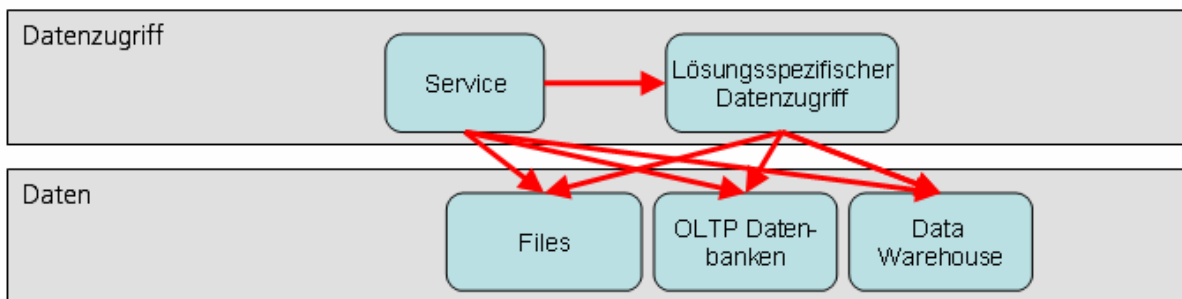 Datenzugriff
Service
Lösungsspezifischer
Datenzugriff
Daten
Files
OLTP Daten-
banken
Data
Warehouse